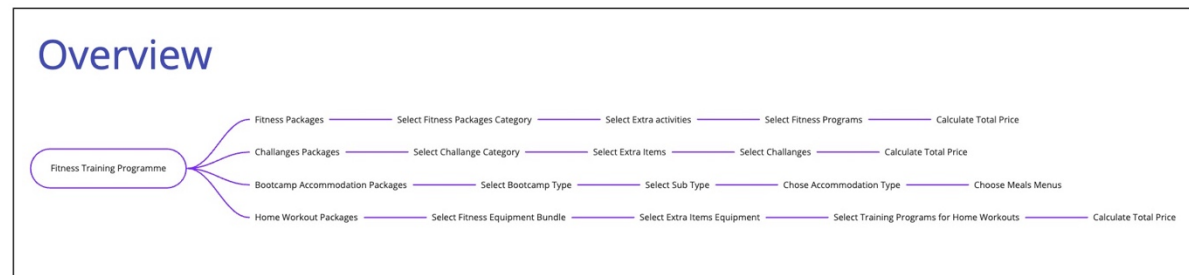 Overview
Fitness Packages Select Fitness Packages Category Select Extra activities Select Fitness Programs Calculate Total Price
Challanges Packages Select Challange Category Select Extra Items Select Challanges Calculate Total Price
Fitness Training Programme
Bootcamp Accommodation Packages Select Bootcamp Type Select Sub Type Chose Accommodation Type Choose Meals Menus
Home Workout Packages Select Fitness Equipment Bundle Select Extra Items Equipment Select Training Programs for Home Workouts Calculate Total Price